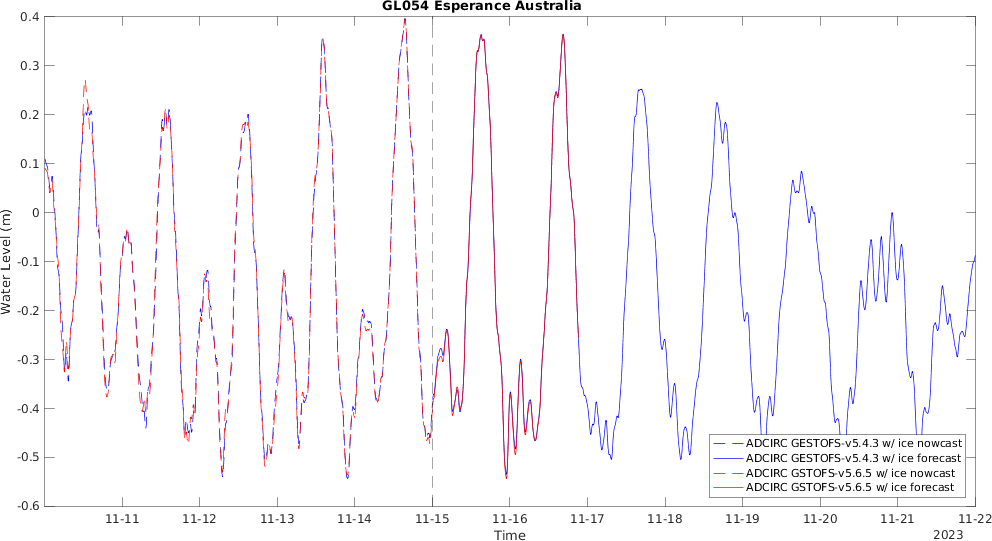 GL054 Esperance Australia
Water Level (m)
0.4
0.3
0.2
0.1
0
-0.1
-0.2
-0.3
-0.4
-0.5
-0.6
ADCIRC GESTOFS-v5.4.3 w/ ice nowcast
ADCIRC GESTOFS-v5.4.3 w/ ice forecast
ADCIRC GSTOFS-v5.6.5 w/ ice nowcast
ADCIRC GSTOFS-v5.6.5 w/ ice forecast
11-11 11-12 11-13 11-14 11-15 11-16 11-17 11-18 11-19 11-20 11-21 11-22
Time
2023